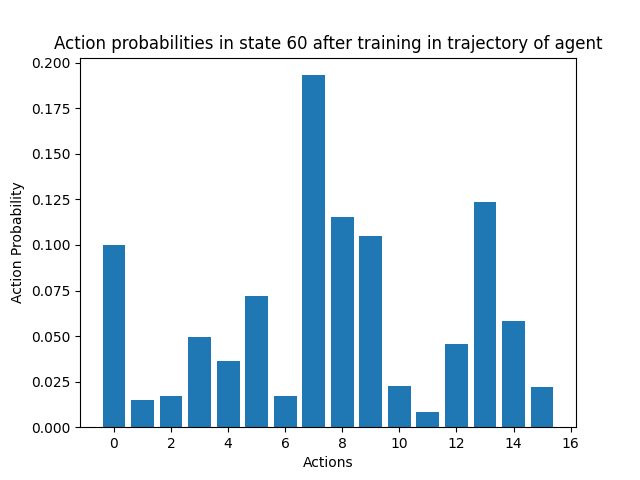 Action probabilities in state 60 after training in trajectory of agent
0.200
0.175
0.150
0.125
0.100
0.075
0.050
0.025
0.000
Action Probability
0 2 4 6 8 10 12 14 16
Actions